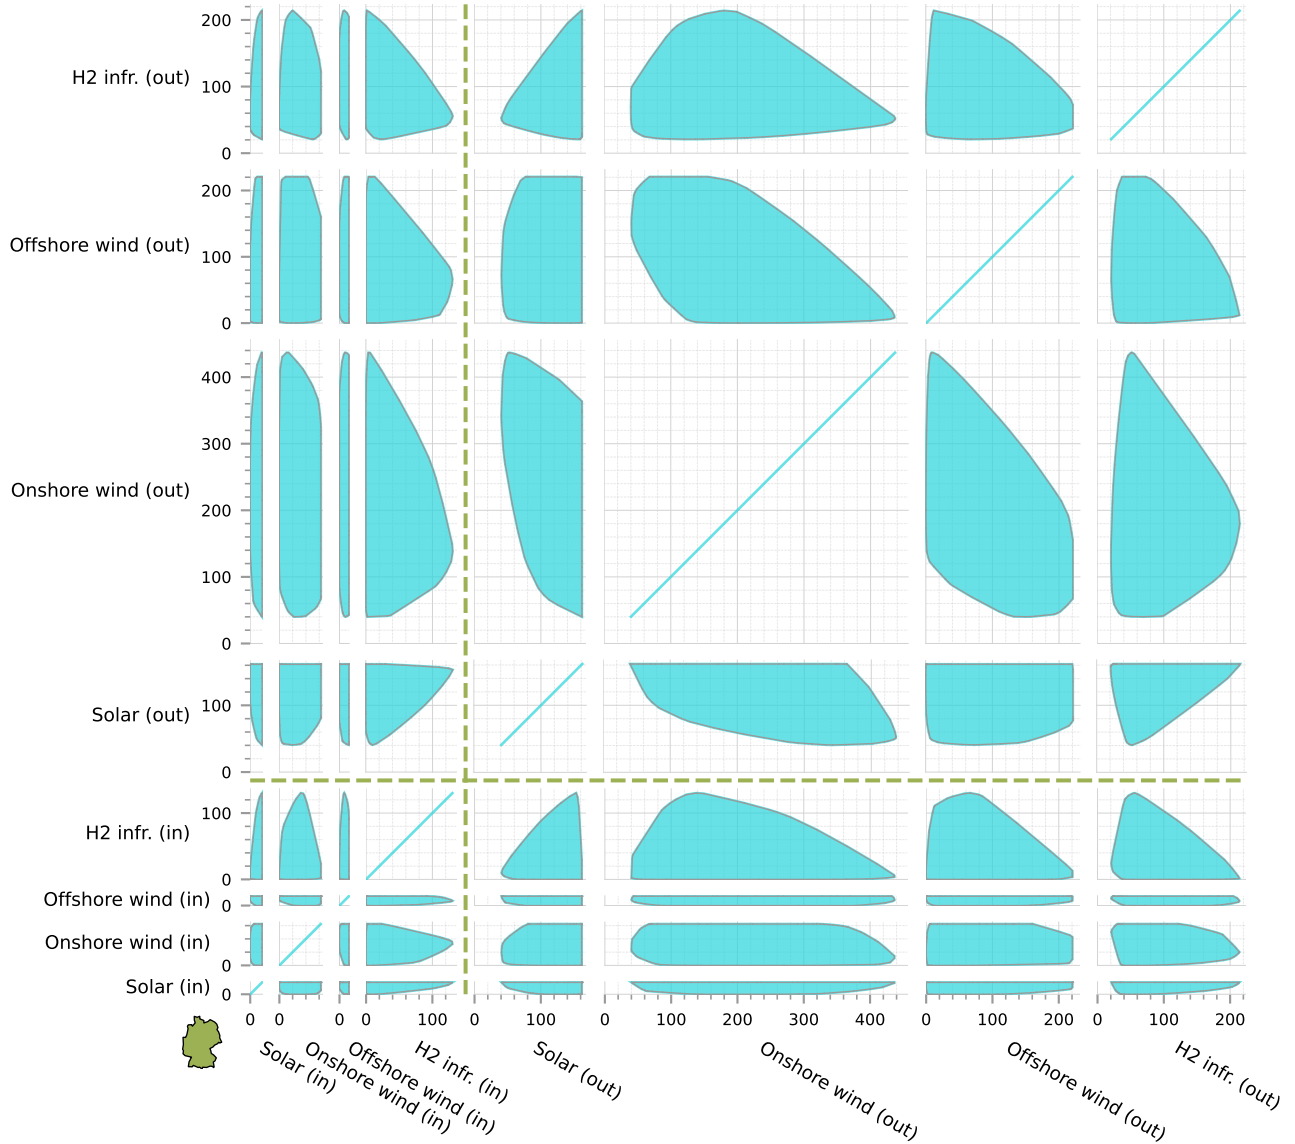 200
100
0
H2 infr. (out)
200
100
0
Offshore wind (out)
400
300
200
100
0
Onshore wind (out)
100
0
Solar (out)
100
0
H2 infr. (in)
0
Offshore wind (in)
0
Onshore wind (in)
0
Solar (in)
0 0 0 0 100 0 100 0 100 200 300 400 0 100 200 0 100 200
Solar (in)
Onshore wind (in)
Offshore wind (in)
H2 infr. (in)
Solar (out)
Onshore wind (out)
Offshore wind (out)
H2 infr. (out)